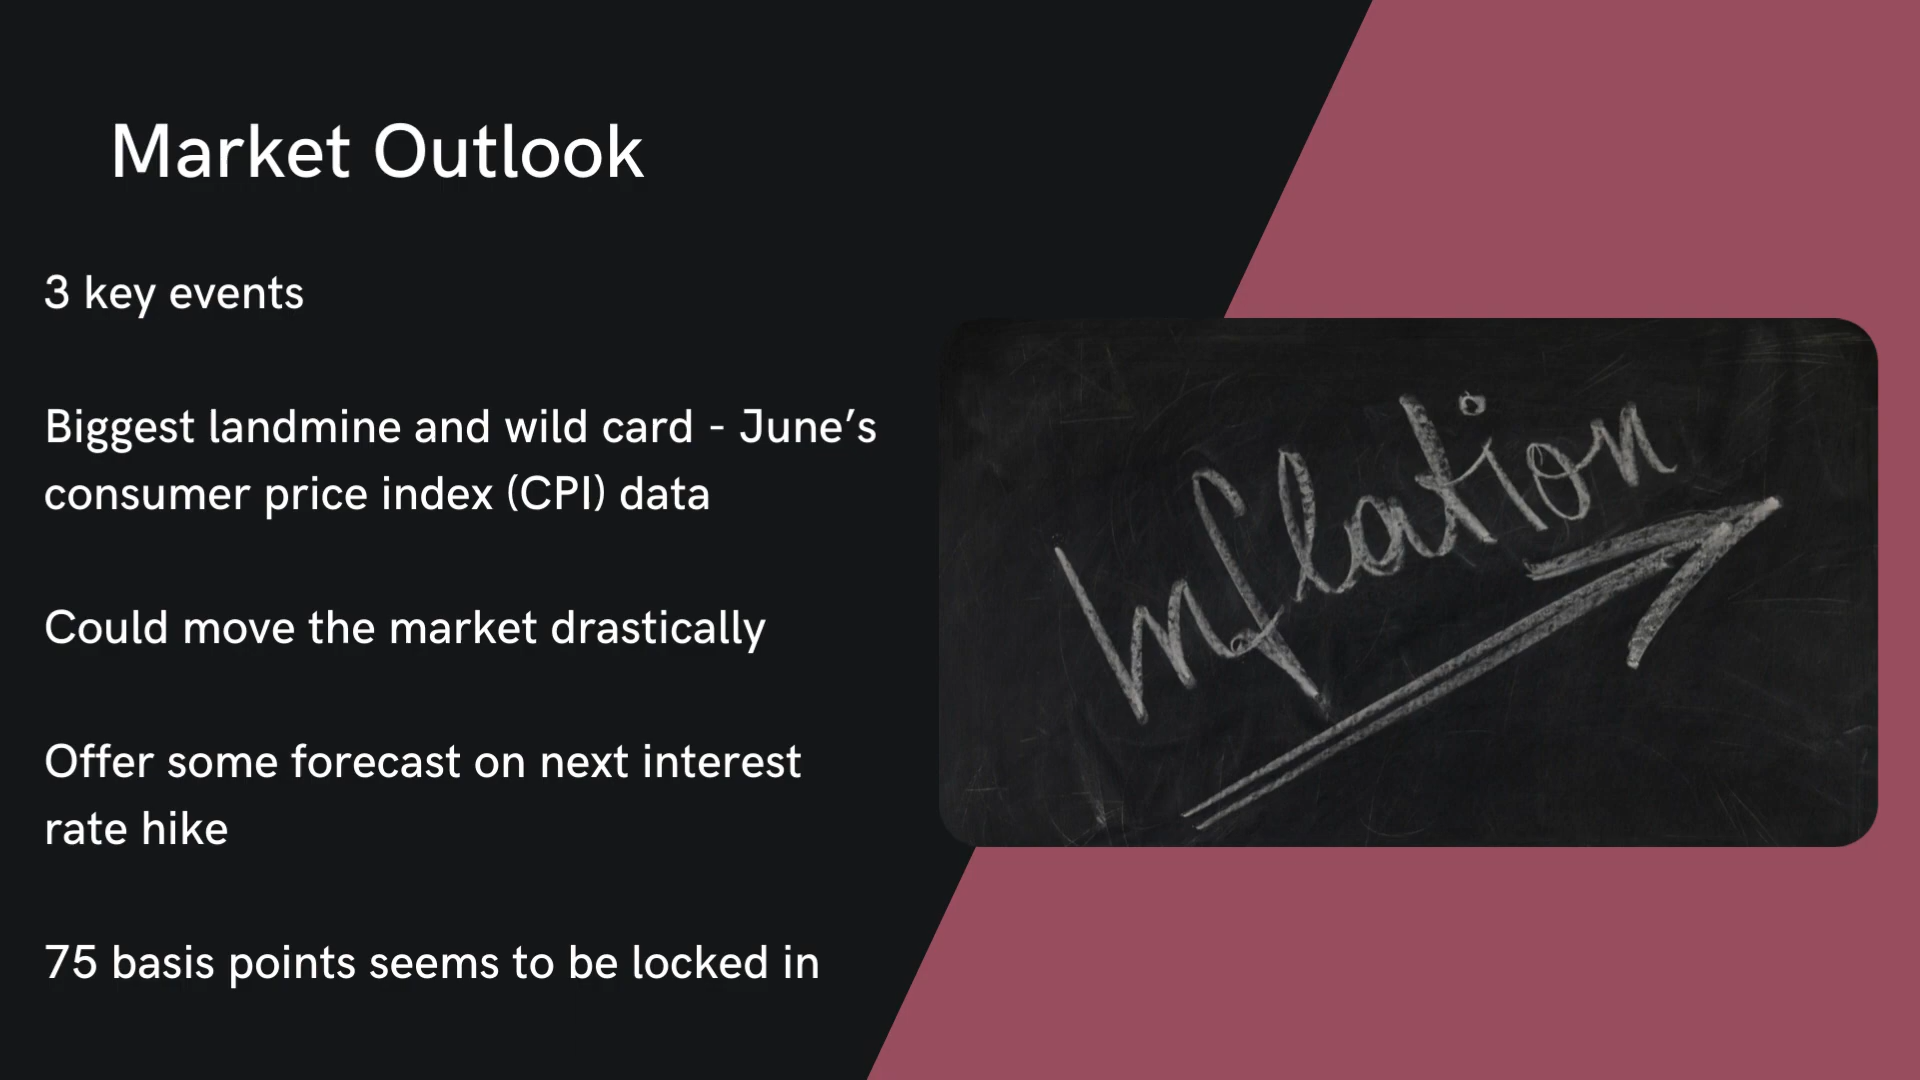 Market Outlook
3 key events
Biggest landmine and wild card - June’s
consumer price index (CPI) data
Could move the market drastically
Offer some forecast on next interest
rate hike
75 basis points seems to be locked in
Inflation